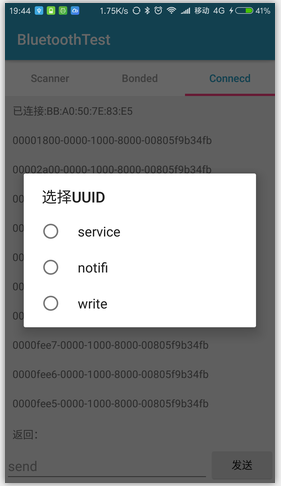 19:44 1.75K/s 移动 4G 41%
BluetoothTest
Scanner Bonded Connecd
已连接:BB:A0:50:7E:83:E5
00001800-0000-1000-8000-00805f9b34fb
00002a00-0000-1000-8000-00805f9b34fb
选择UUID
service
notifi
write
0000fee7-0000-1000-8000-00805f9b34fb
0000fee6-0000-1000-8000-00805f9b34fb
0000fee5-0000-1000-8000-00805f9b34fb
返回:
send 发送